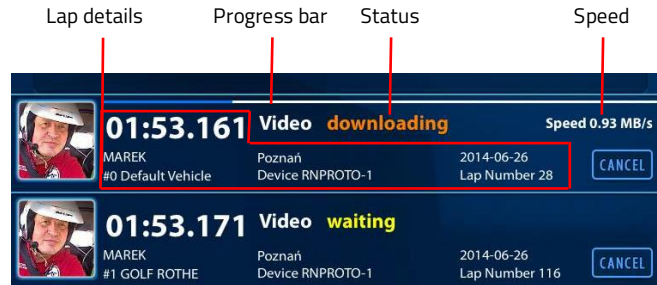 Lap details Progress bar Status Speed
01:53.161 Video downloading Speed 0.93 MB/s
MAREK Poznań 2014-06-26
#0 Default Vehicle Device RNPROTO-1 Lap Number 28 CANCEL
01:53.171 Video waiting
MAREK Poznań 2014-06-26
#1 GOLF ROTHE Device RNPROTO-1 Lap Number 116 CANCEL